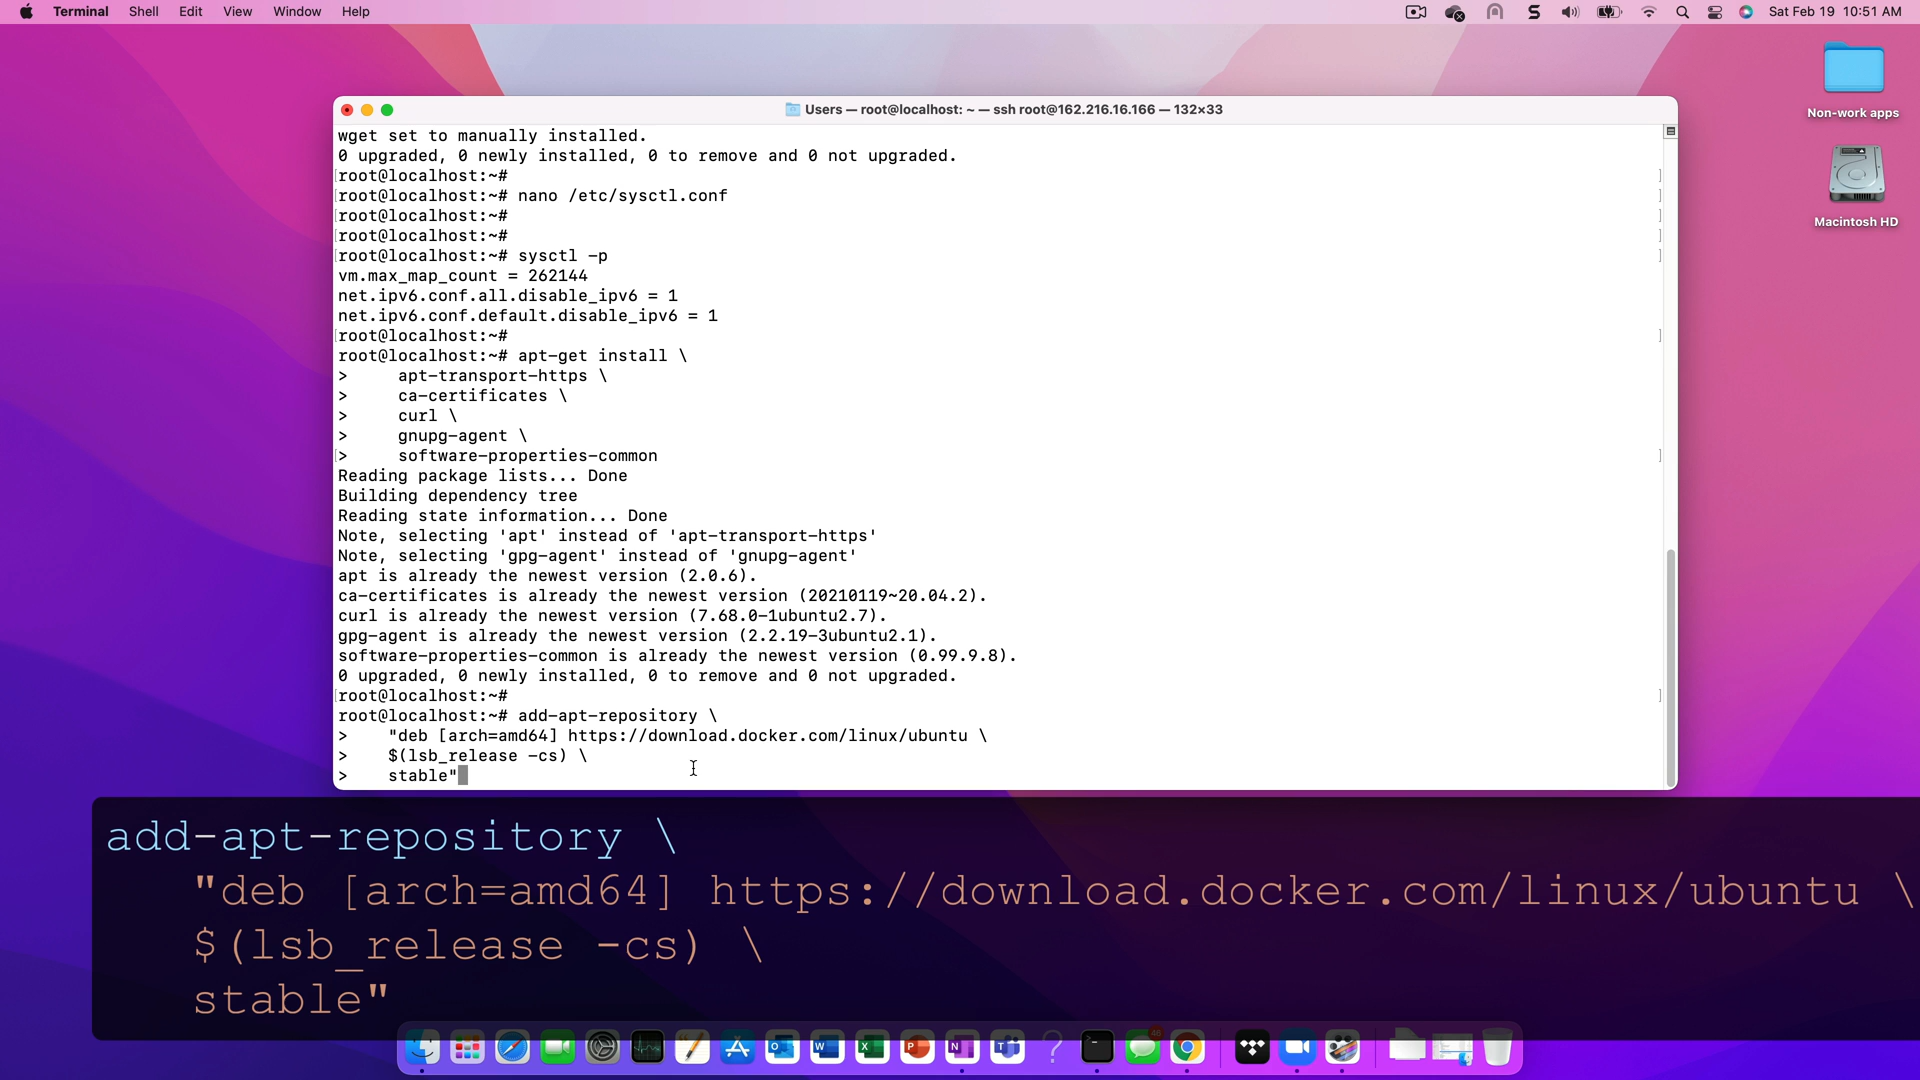 Terminal Shell Edit View Window Help
Sat Feb 19 10:51 AM
Non-work apps
Macintosh HD
Users — root@localhost: ~ — ssh root@162.216.16.166 — 132×33
wget set to manually installed.
0 upgraded, 0 newly installed, 0 to remove and 0 not upgraded.
[root@localhost:~# ]
[root@localhost:~# nano /etc/sysctl.conf ]
[root@localhost:~# ]
[root@localhost:~# ]
[root@localhost:~# sysctl -p ]
vm.max_map_count = 262144
net.ipv6.conf.all.disable_ipv6 = 1
net.ipv6.conf.default.disable_ipv6 = 1
[root@localhost:~# ]
root@localhost:~# apt-get install \
>     apt-transport-https \
>     ca-certificates \
>     curl \
>     gnupg-agent \
[>     software-properties-common ]
Reading package lists... Done
Building dependency tree
Reading state information... Done
Note, selecting 'apt' instead of 'apt-transport-https'
Note, selecting 'gpg-agent' instead of 'gnupg-agent'
apt is already the newest version (2.0.6).
ca-certificates is already the newest version (20210119~20.04.2).
curl is already the newest version (7.68.0-1ubuntu2.7).
gpg-agent is already the newest version (2.2.19-3ubuntu2.1).
software-properties-common is already the newest version (0.99.9.8).
0 upgraded, 0 newly installed, 0 to remove and 0 not upgraded.
[root@localhost:~# ]
root@localhost:~# add-apt-repository \
>    "deb [arch=amd64] https://download.docker.com/linux/ubuntu \
>    $(lsb_release -cs) \
>    stable"
add-apt-repository \
"deb [arch=amd64] https://download.docker.com/linux/ubuntu \
$(lsb_release -cs) \
stable"